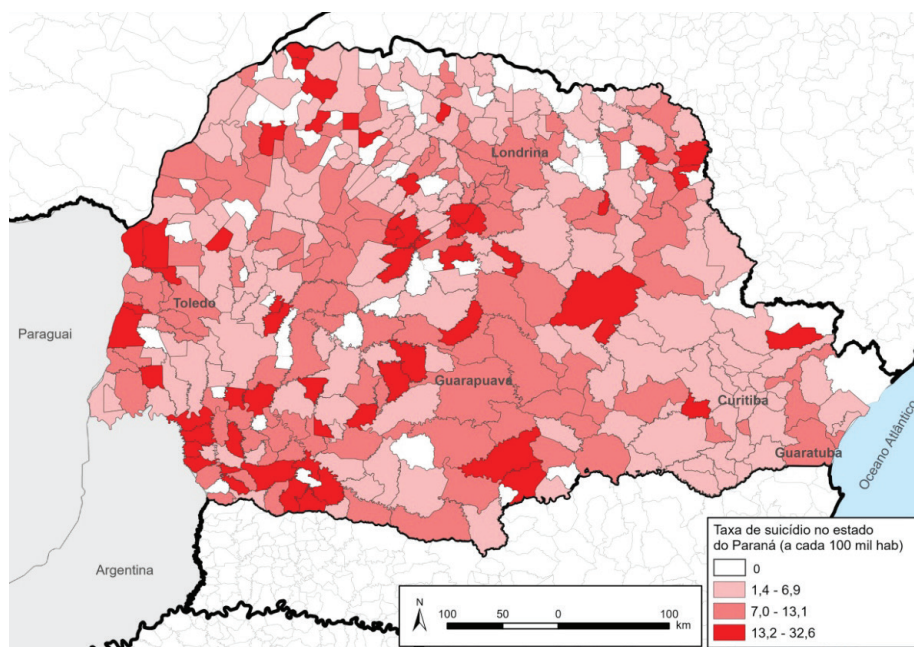 Londrina
Toledo
Paraguai
Guarapuava
Curitiba
Guaratuba
Oceano Atlântico
Argentina
Taxa de suicídio no estado
do Paraná (a cada 100 mil hab)
0
1,4 - 6,9
7,0 - 13,1
13,2 - 32,6
N
100 50 0 100
km